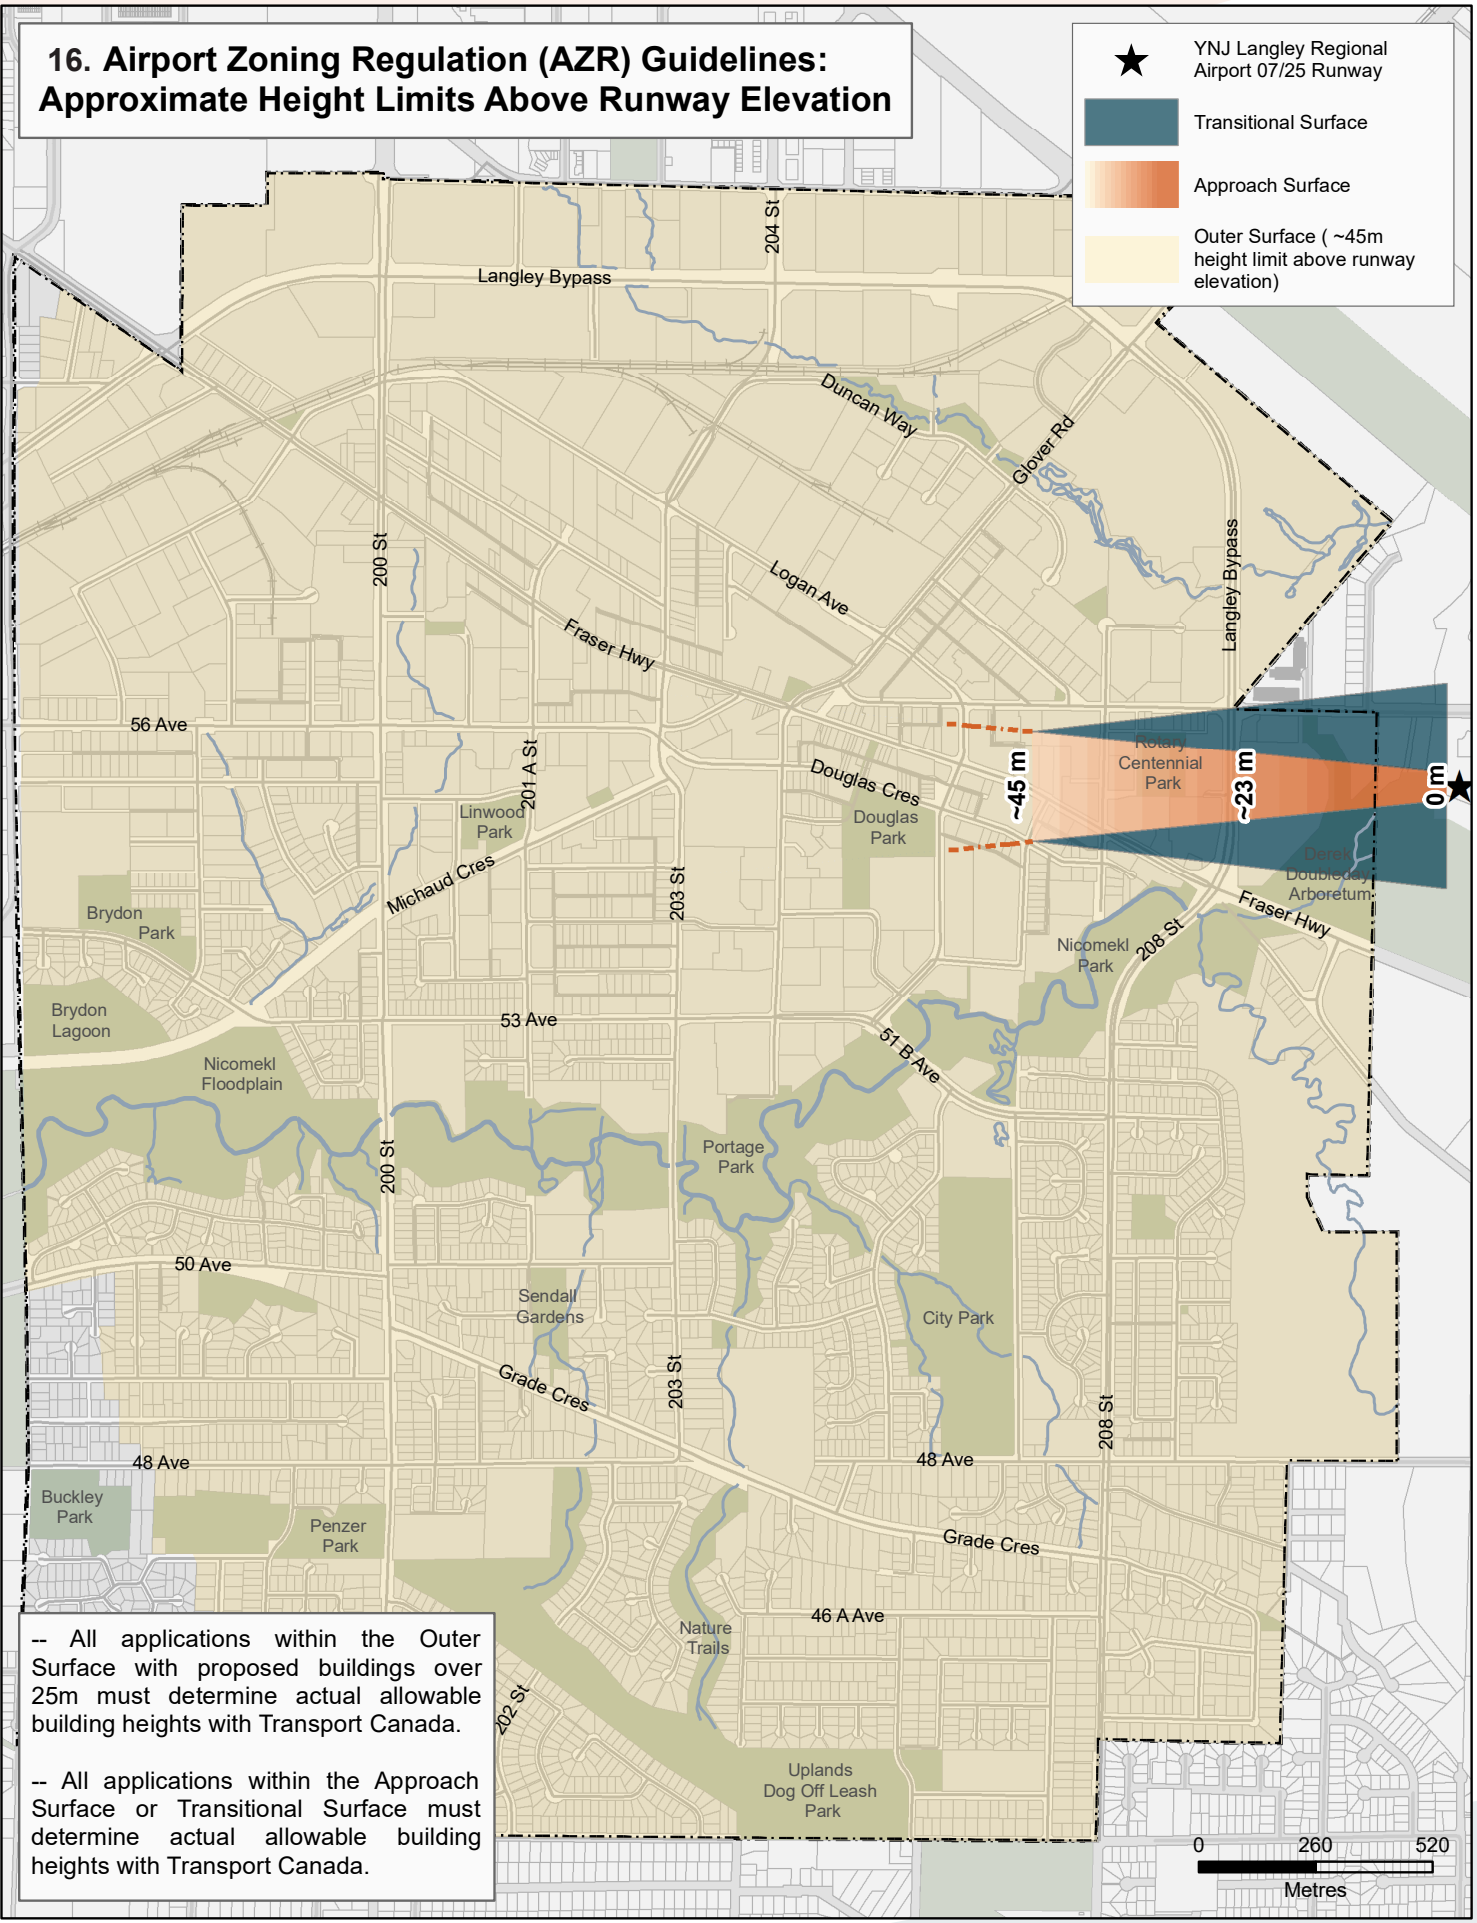 16. Airport Zoning Regulation (AZR) Guidelines:
Approximate Height Limits Above Runway Elevation
YNJ Langley Regional
Airport 07/25 Runway
Transitional Surface
Approach Surface
Outer Surface ( ~45m
height limit above runway
elevation)
204 St
Langley Bypass
Duncan Way
Glover Rd
200 St
Langley Bypass
Logan Ave
Fraser Hwy
56 Ave
201 A St
Linwood
Park
Douglas Cres
Douglas
Park
~45 m
Rotary
Centennial
Park
~23 m
0 m
Derek
Doubleday
Arboretum
Michaud Cres
203 St
Brydon
Park
Fraser Hwy
208 St
Nicomekl
Park
Brydon
Lagoon
53 Ave
51 B Ave
Nicomekl
Floodplain
200 St
Portage
Park
50 Ave
Sendall
Gardens
City Park
Grade Cres
203 St
208 St
48 Ave
48 Ave
Buckley
Park
Penzer
Park
Grade Cres
46 A Ave
Nature
Trails
202 St
Uplands
Dog Off Leash
Park
-- All applications within the Outer
Surface with proposed buildings over
25m must determine actual allowable
building heights with Transport Canada.
-- All applications within the Approach
Surface or Transitional Surface must
determine actual allowable building
heights with Transport Canada.
0 260 520
Metres